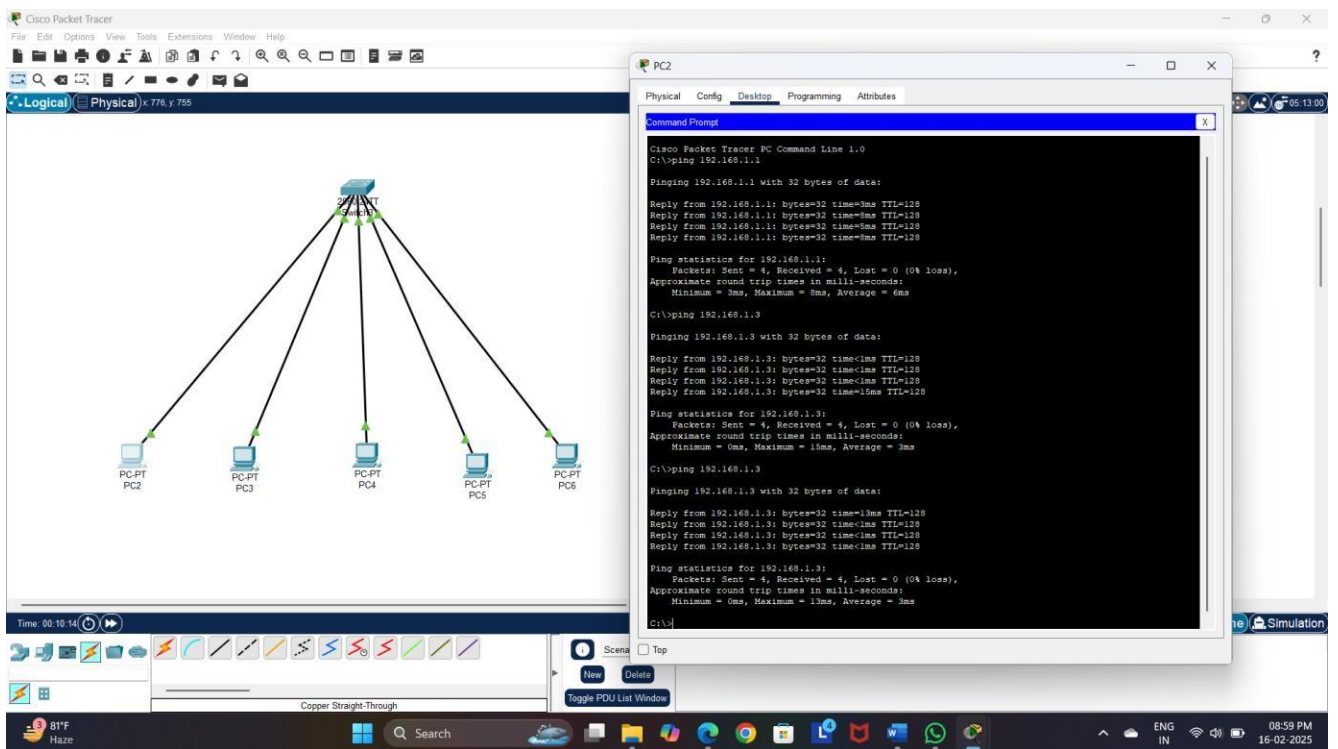 Cisco Packet Tracer
File Edit Options View Tools Extensions Window Help
?
Logical Physical x: 776, y: 755
05:13:00
Switch3
PC-PT
PC2
PC-PT
PC3
PC-PT
PC4
PC-PT
PC5
PC-PT
PC6
PC2
Physical Config Desktop Programming Attributes
Command Prompt
X
Cisco Packet Tracer PC Command Line 1.0
C:\>ping 192.168.1.1
Pinging 192.168.1.1 with 32 bytes of data:
Reply from 192.168.1.1: bytes=32 time=3ms TTL=128
Reply from 192.168.1.1: bytes=32 time=8ms TTL=128
Reply from 192.168.1.1: bytes=32 time=5ms TTL=128
Reply from 192.168.1.1: bytes=32 time=8ms TTL=128
Ping statistics for 192.168.1.1:
Packets: Sent = 4, Received = 4, Lost = 0 (0% loss),
Approximate round trip times in milli-seconds:
Minimum = 3ms, Maximum = 8ms, Average = 6ms
C:\>ping 192.168.1.3
Pinging 192.168.1.3 with 32 bytes of data:
Reply from 192.168.1.3: bytes=32 time<1ms TTL=128
Reply from 192.168.1.3: bytes=32 time<1ms TTL=128
Reply from 192.168.1.3: bytes=32 time<1ms TTL=128
Reply from 192.168.1.3: bytes=32 time=15ms TTL=128
Ping statistics for 192.168.1.3:
Packets: Sent = 4, Received = 4, Lost = 0 (0% loss),
Approximate round trip times in milli-seconds:
Minimum = 0ms, Maximum = 15ms, Average = 3ms
C:\>ping 192.168.1.3
Pinging 192.168.1.3 with 32 bytes of data:
Reply from 192.168.1.3: bytes=32 time=13ms TTL=128
Reply from 192.168.1.3: bytes=32 time<1ms TTL=128
Reply from 192.168.1.3: bytes=32 time<1ms TTL=128
Reply from 192.168.1.3: bytes=32 time<1ms TTL=128
Ping statistics for 192.168.1.3:
Packets: Sent = 4, Received = 4, Lost = 0 (0% loss),
Approximate round trip times in milli-seconds:
Minimum = 0ms, Maximum = 13ms, Average = 3ms
C:\>
Top
Time: 00:10:14
Simulation
Scena
New Delete
Toggle PDU List Window
Copper Straight-Through
3
81°F
Haze
Search
ENG
IN
08:59 PM
16-02-2025